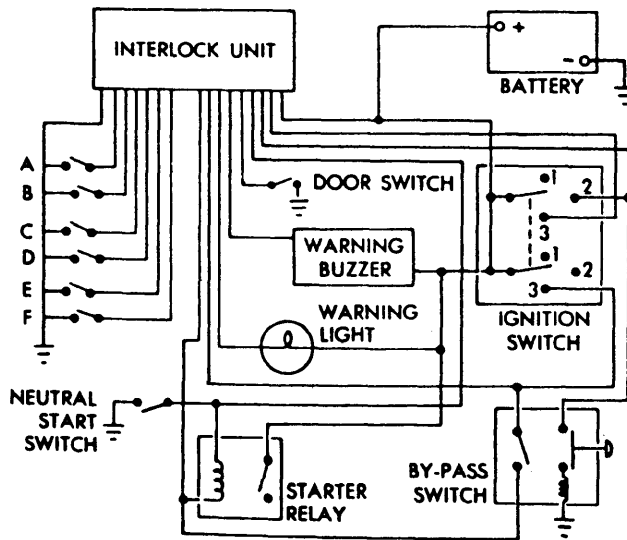 INTERLOCK UNIT
+
-
BATTERY
A
B
C
D
E
F
DOOR SWITCH
1
2
3
1
2
3
IGNITION
SWITCH
WARNING
BUZZER
WARNING
LIGHT
NEUTRAL
START
SWITCH
STARTER
RELAY
BY-PASS
SWITCH